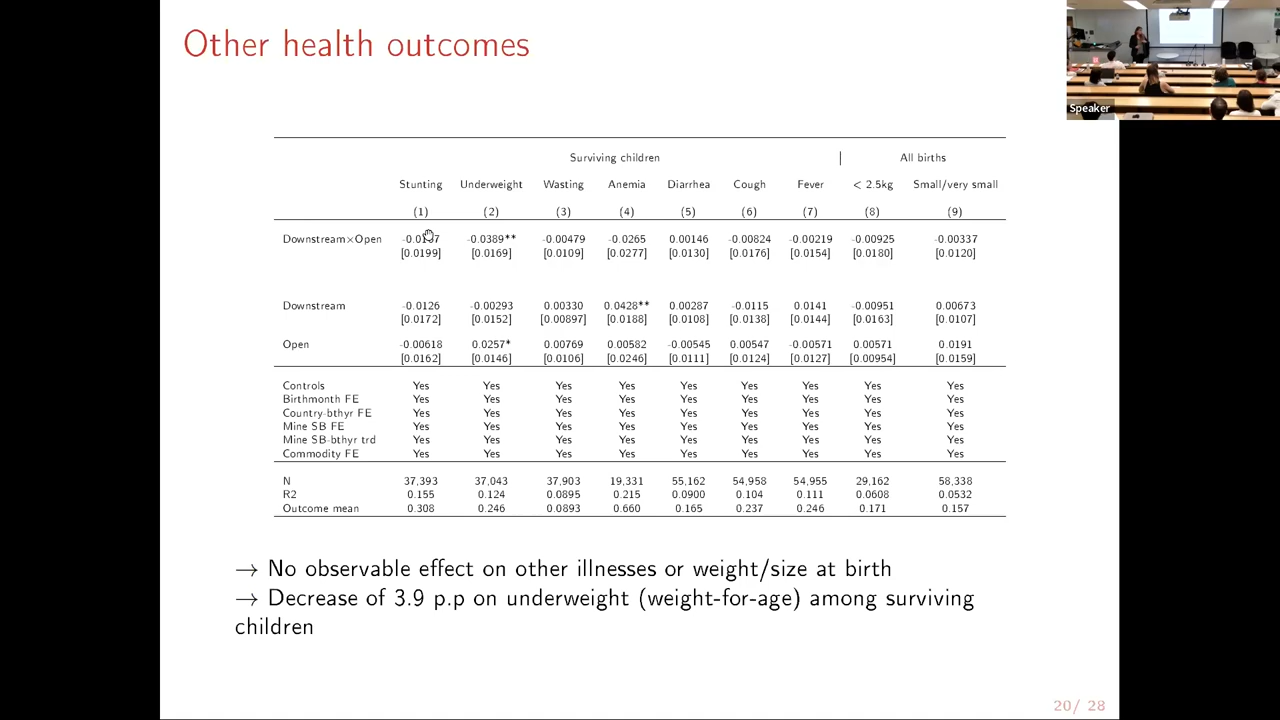 Other health outcomes
Speaker
Surviving children | All births
Stunting Underweight Wasting Anemia Diarrhea Cough Fever < 2.5kg Small/very small
(1) (2) (3) (4) (5) (6) (7) (8) (9)
Downstream×Open -0.0389** -0.00479 -0.0265 0.00146 -0.00824 -0.00219 -0.00925 -0.00337
[0.0199] [0.0169] [0.0109] [0.0277] [0.0130] [0.0176] [0.0154] [0.0180] [0.0120]
Downstream -0.0126 -0.00293 0.00330 0.0428** 0.00287 -0.0115 0.0141 -0.00951 0.00673
[0.0172] [0.0152] [0.00897] [0.0188] [0.0108] [0.0138] [0.0144] [0.0163] [0.0107]
Open -0.00618 0.0257* 0.00769 0.00582 -0.00545 0.00547 -0.00571 0.00571 0.0191
[0.0162] [0.0146] [0.0106] [0.0246] [0.0111] [0.0124] [0.0127] [0.00954] [0.0159]
Controls Yes Yes Yes Yes Yes Yes Yes Yes Yes
Birthmonth FE Yes Yes Yes Yes Yes Yes Yes Yes Yes
Country-bthyr FE Yes Yes Yes Yes Yes Yes Yes Yes Yes
Mine SB FE Yes Yes Yes Yes Yes Yes Yes Yes Yes
Mine SB-bthyr trd Yes Yes Yes Yes Yes Yes Yes Yes Yes
Commodity FE Yes Yes Yes Yes Yes Yes Yes Yes Yes
N 37,393 37,043 37,903 19,331 55,162 54,958 54,955 29,162 58,338
R2 0.155 0.124 0.0895 0.215 0.0900 0.104 0.111 0.0608 0.0532
Outcome mean 0.308 0.246 0.0893 0.660 0.165 0.237 0.246 0.171 0.157
→ No observable effect on other illnesses or weight/size at birth
→ Decrease of 3.9 p.p on underweight (weight-for-age) among surviving
children
20/ 28